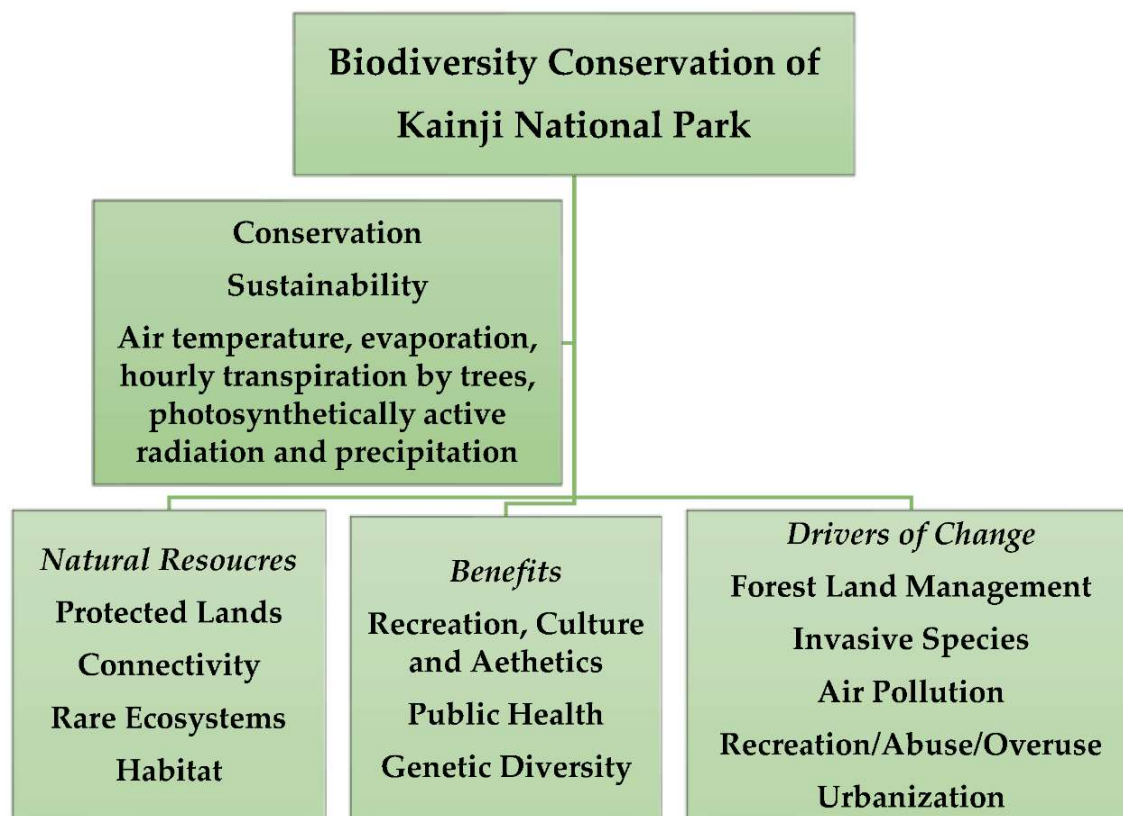 Biodiversity Conservation of
Kainji National Park
Conservation
Sustainability
Air temperature, evaporation,
hourly transpiration by trees,
photosynthetically active
radiation and precipitation
Natural Resoucres
Protected Lands
Connectivity
Rare Ecosystems
Habitat
Benefits
Recreation, Culture
and Aethetics
Public Health
Genetic Diversity
Drivers of Change
Forest Land Management
Invasive Species
Air Pollution
Recreation/Abuse/Overuse
Urbanization